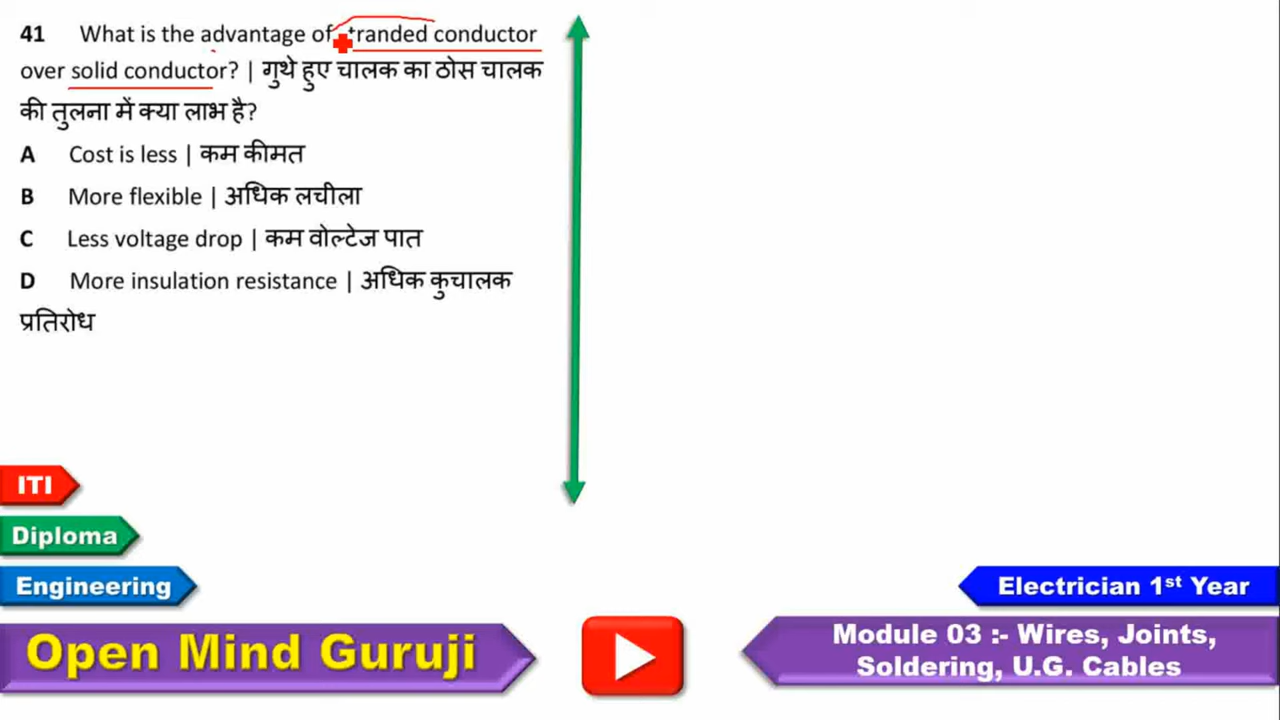 41 What is the advantage of stranded conductor
over solid conductor? | गुथे हुए चालक का ठोस चालक
की तुलना में क्या लाभ है?
A Cost is less | कम कीमत
B More flexible | अधिक लचीला
C Less voltage drop | कम वोल्टेज पात
D More insulation resistance | अधिक कुचालक
प्रतिरोध
ITI
Diploma
Engineering
Open Mind Guruji
Electrician 1st Year
Module 03 :- Wires, Joints,
Soldering, U.G. Cables